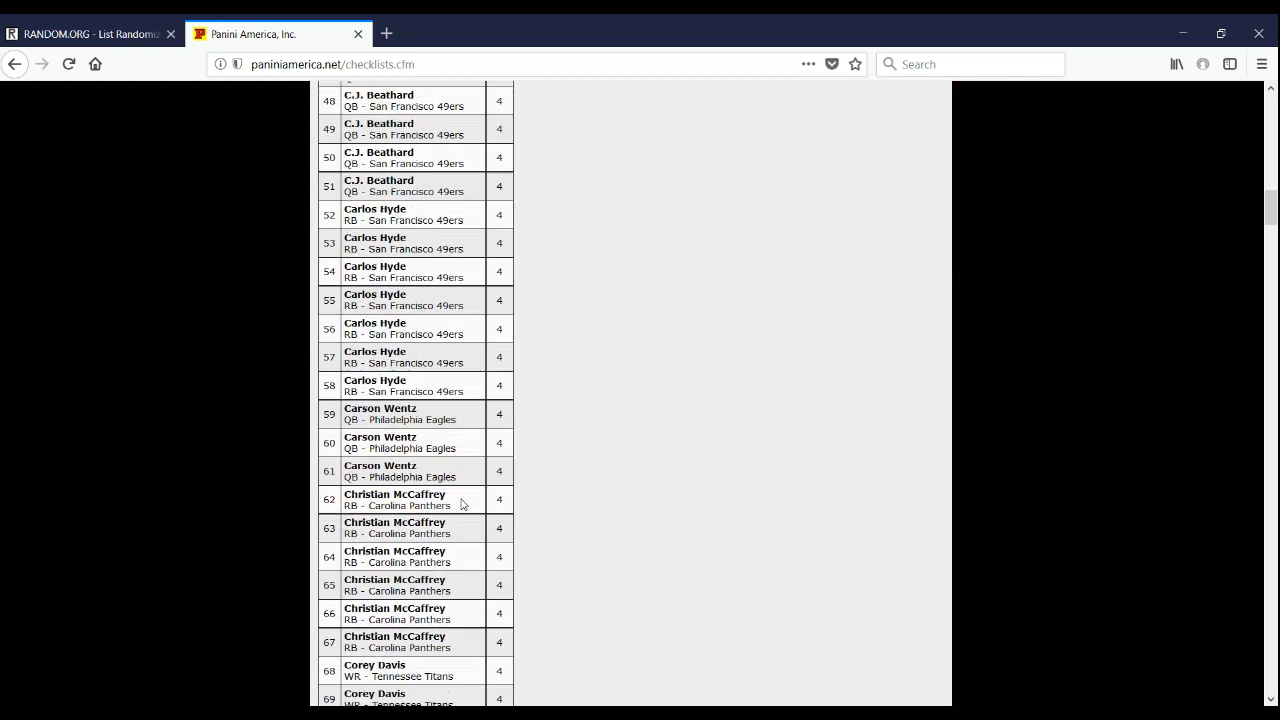 RANDOM.ORG - List Randomiz
Panini America, Inc.
paniniamerica.net/checklists.cfm
Search
48 C.J. Beathard 4
QB - San Francisco 49ers
49 C.J. Beathard 4
QB - San Francisco 49ers
50 C.J. Beathard 4
QB - San Francisco 49ers
51 C.J. Beathard 4
QB - San Francisco 49ers
52 Carlos Hyde 4
RB - San Francisco 49ers
53 Carlos Hyde 4
RB - San Francisco 49ers
54 Carlos Hyde 4
RB - San Francisco 49ers
55 Carlos Hyde 4
RB - San Francisco 49ers
56 Carlos Hyde 4
RB - San Francisco 49ers
57 Carlos Hyde 4
RB - San Francisco 49ers
58 Carlos Hyde 4
RB - San Francisco 49ers
59 Carson Wentz 4
QB - Philadelphia Eagles
60 Carson Wentz 4
QB - Philadelphia Eagles
61 Carson Wentz 4
QB - Philadelphia Eagles
62 Christian McCaffrey 4
RB - Carolina Panthers
63 Christian McCaffrey 4
RB - Carolina Panthers
64 Christian McCaffrey 4
RB - Carolina Panthers
65 Christian McCaffrey 4
RB - Carolina Panthers
66 Christian McCaffrey 4
RB - Carolina Panthers
67 Christian McCaffrey 4
RB - Carolina Panthers
68 Corey Davis 4
WR - Tennessee Titans
69 Corey Davis 4
WR - Tennessee Titans